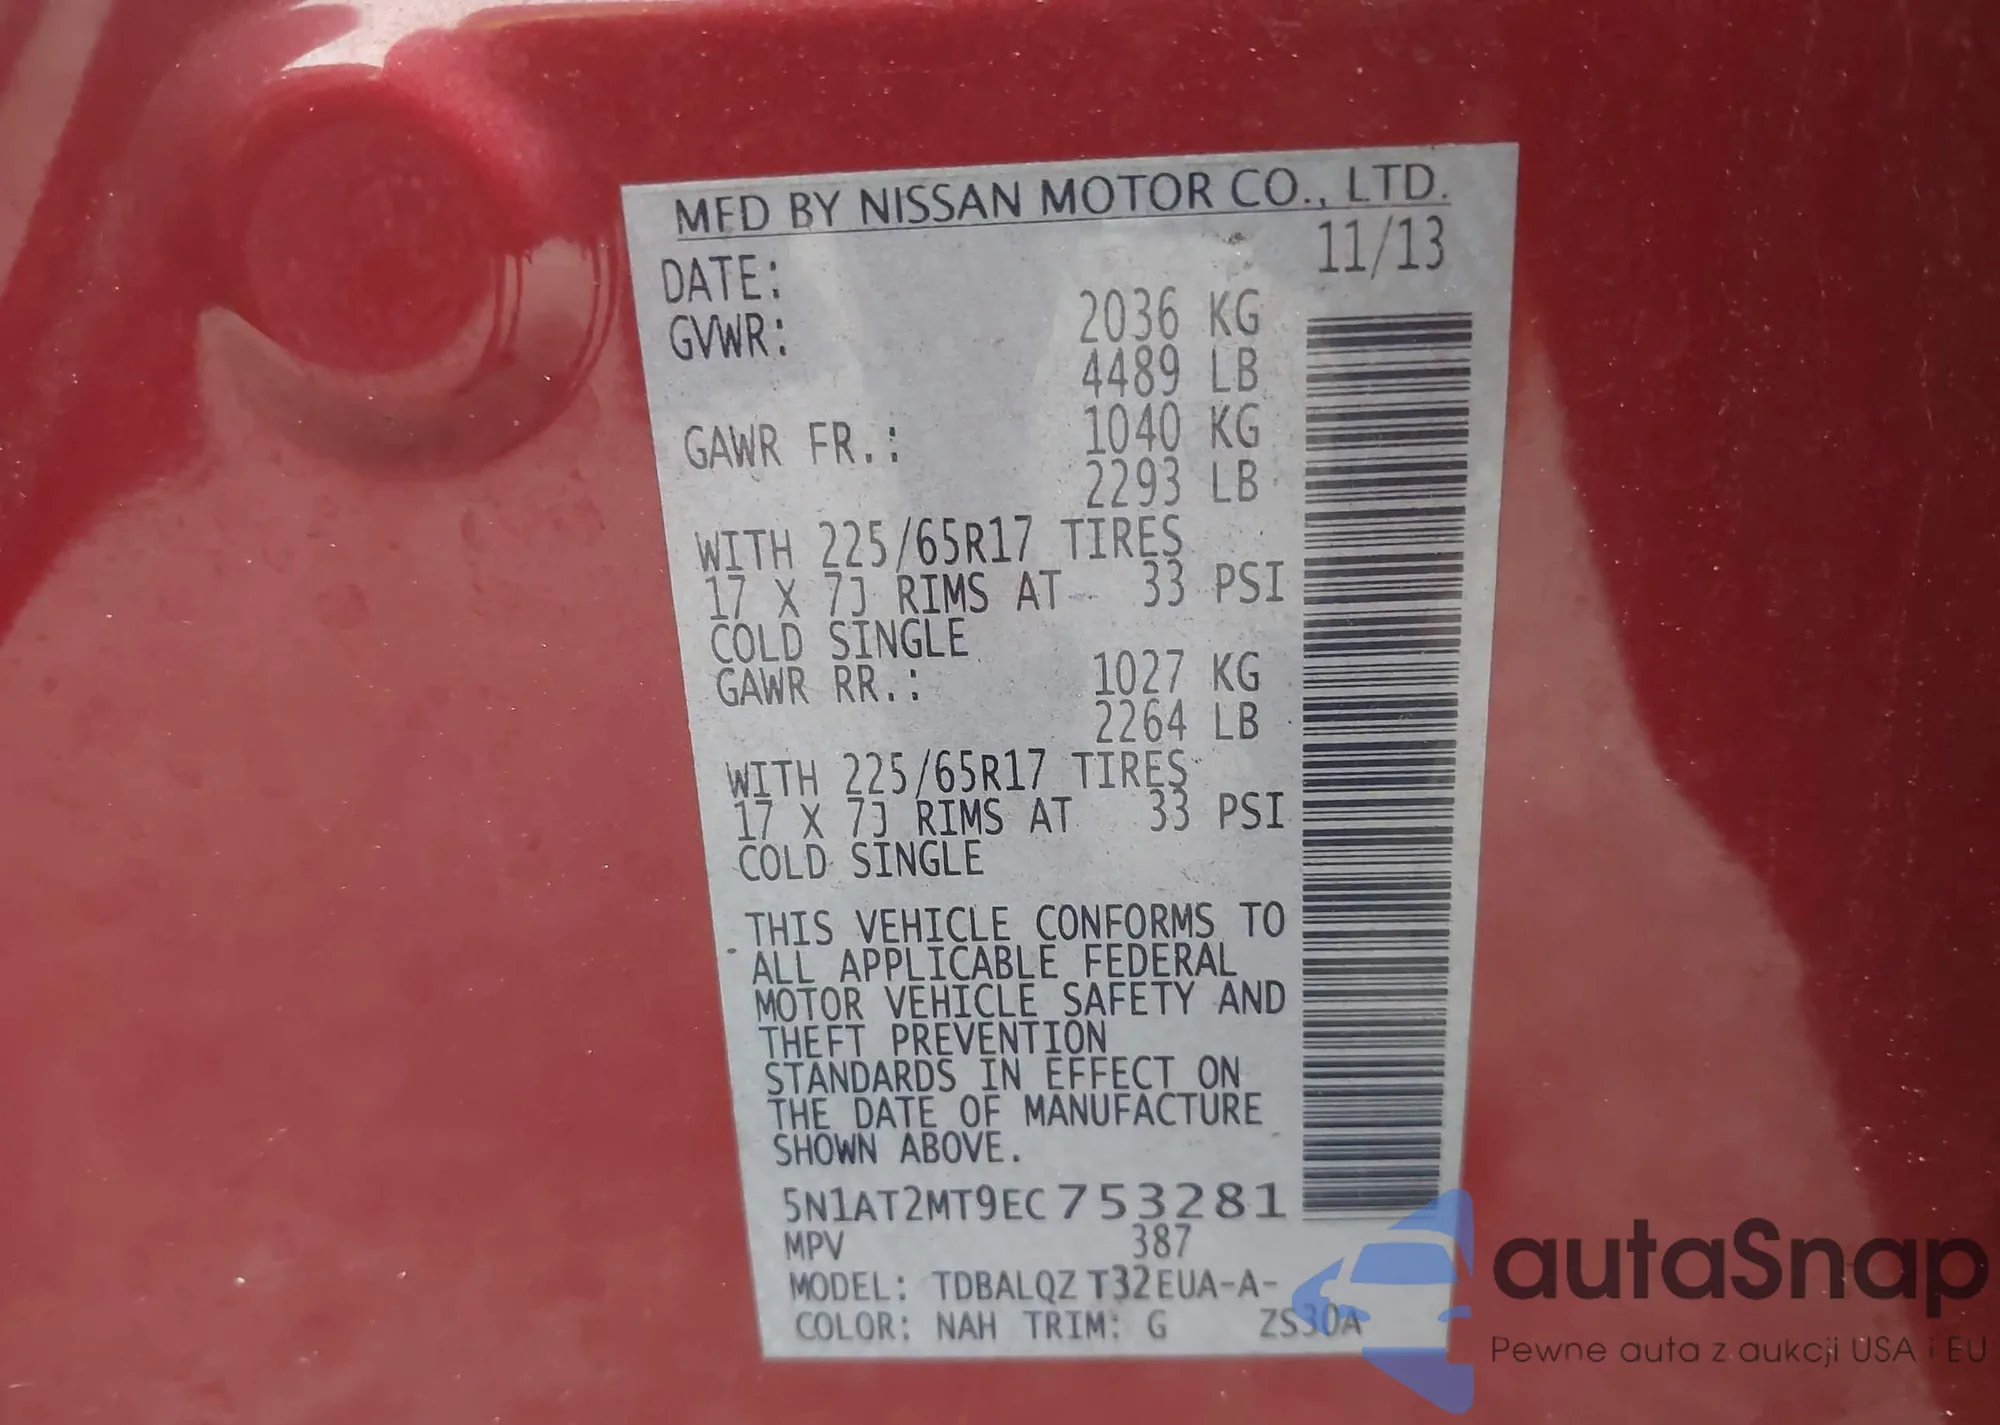 MFD BY NISSAN MOTOR CO., LTD.
DATE: 11/13
GVWR: 2036 KG
4489 LB
GAWR FR.: 1040 KG
2293 LB
WITH 225/65R17 TIRES
17 X 7J RIMS AT 33 PSI
COLD SINGLE
GAWR RR.: 1027 KG
2264 LB
WITH 225/65R17 TIRES
17 X 7J RIMS AT 33 PSI
COLD SINGLE
THIS VEHICLE CONFORMS TO
ALL APPLICABLE FEDERAL
MOTOR VEHICLE SAFETY AND
THEFT PREVENTION
STANDARDS IN EFFECT ON
THE DATE OF MANUFACTURE
SHOWN ABOVE.
5N1AT2MT9EC753281
MPV 387
MODEL: TDBALQZ T32EUA-A-
COLOR: NAH TRIM: G ZS30A
autaSnap
Pewne auta z aukcji USA i EU